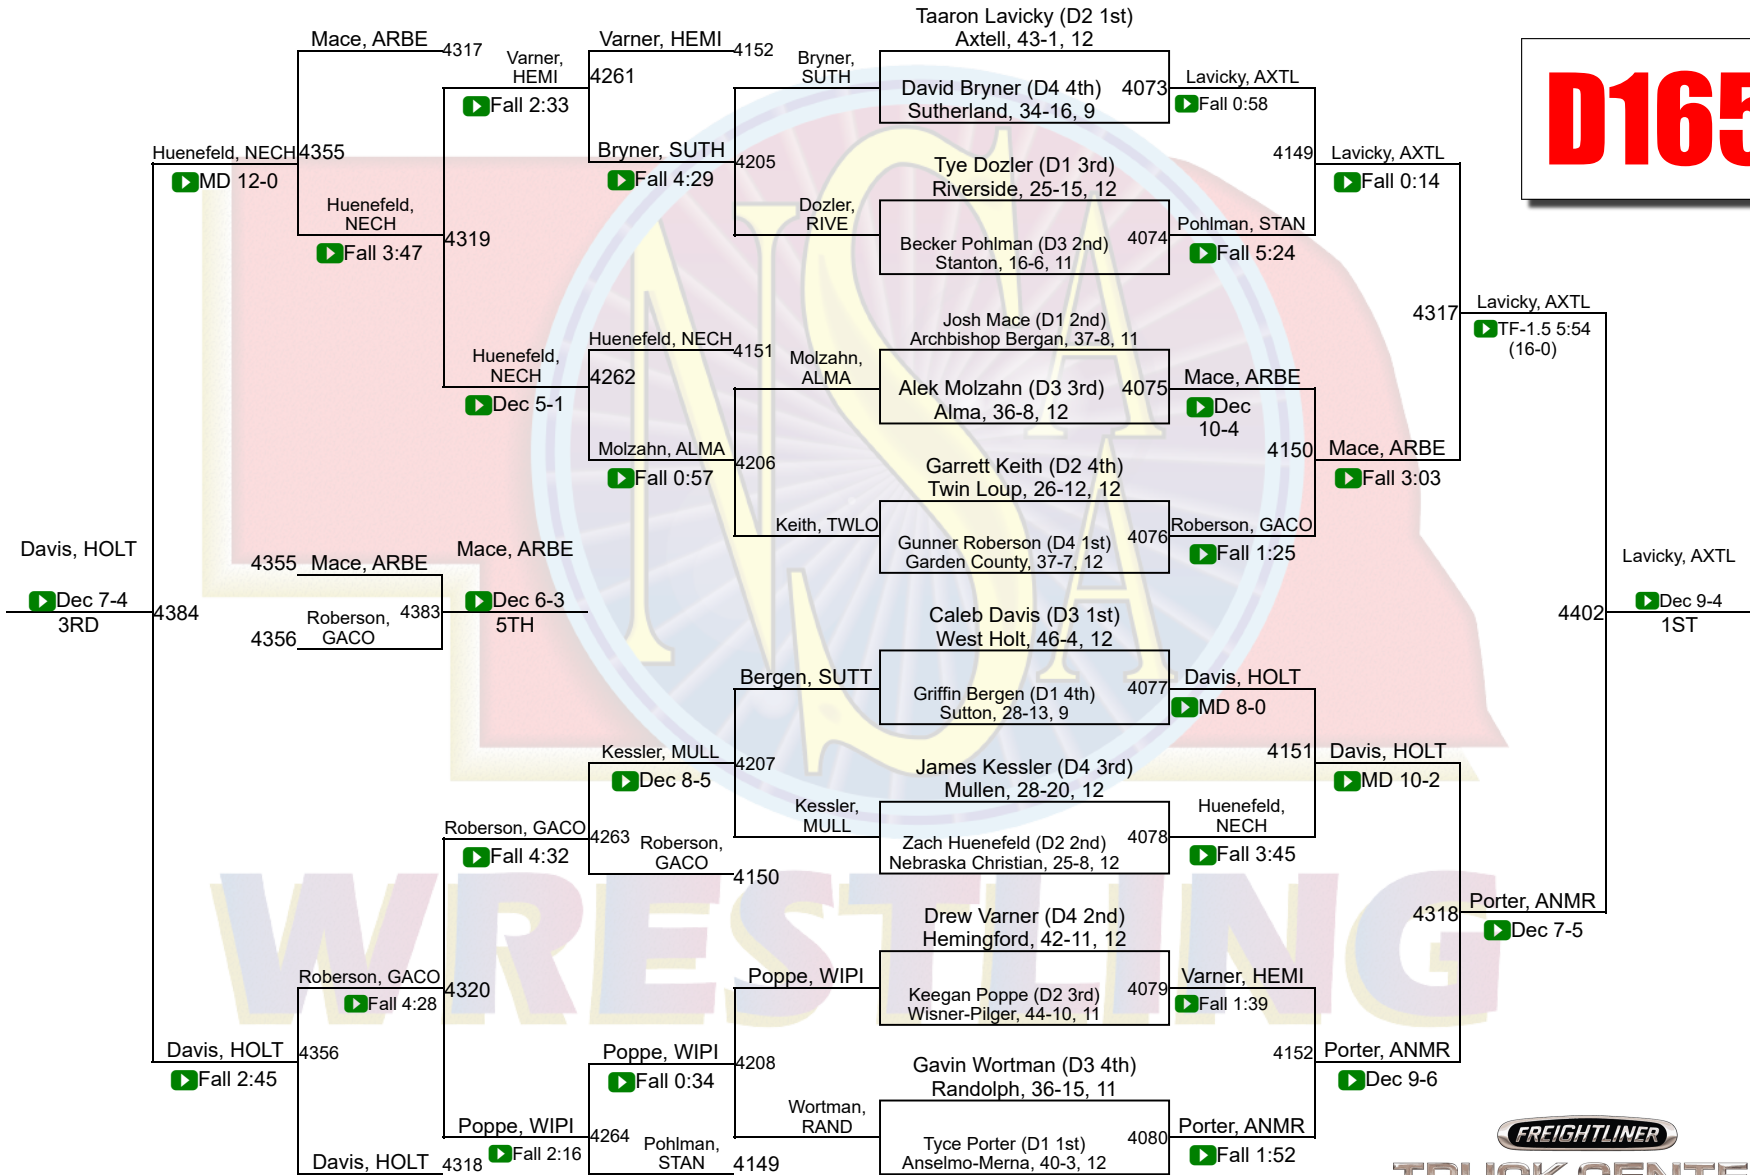 Taaron Lavicky (D2 1st)
Axtell, 43-1, 12
David Bryner (D4 4th)
Sutherland, 34-16, 9
4073
Tye Dozler (D1 3rd)
Riverside, 25-15, 12
Becker Pohlman (D3 2nd)
Stanton, 16-6, 11
4074
Josh Mace (D1 2nd)
Archbishop Bergan, 37-8, 11
Alek Molzahn (D3 3rd)
Alma, 36-8, 12
4075
Garrett Keith (D2 4th)
Twin Loup, 26-12, 12
Gunner Roberson (D4 1st)
Garden County, 37-7, 12
4076
Caleb Davis (D3 1st)
West Holt, 46-4, 12
Griffin Bergen (D1 4th)
Sutton, 28-13, 9
4077
James Kessler (D4 3rd)
Mullen, 28-20, 12
Zach Huenefeld (D2 2nd)
Nebraska Christian, 25-8, 12
4078
Drew Varner (D4 2nd)
Hemingford, 42-11, 12
Keegan Poppe (D2 3rd)
Wisner-Pilger, 44-10, 11
4079
Gavin Wortman (D3 4th)
Randolph, 36-15, 11
Tyce Porter (D1 1st)
Anselmo-Merna, 40-3, 12
4080
Lavicky, AXTL
Fall 0:58
Pohlman, STAN
Fall 5:24
Mace, ARBE
Dec
10-4
Roberson, GACO
Fall 1:25
Davis, HOLT
MD 8-0
Huenefeld,
NECH
Fall 3:45
Varner, HEMI
Fall 1:39
Porter, ANMR
Fall 1:52
4149
Lavicky, AXTL
Fall 0:14
4150
Mace, ARBE
Fall 3:03
4151
Davis, HOLT
MD 10-2
4152
Porter, ANMR
Dec 9-6
4317
Lavicky, AXTL
TF-1.5 5:54
(16-0)
4318
Porter, ANMR
Dec 7-5
4402
Lavicky, AXTL
Dec 9-4
1ST
D165
Bryner,
SUTH
Dozler,
RIVE
Molzahn,
ALMA
Keith, TWLO
Bergen, SUTT
Kessler,
MULL
Poppe, WIPI
Wortman,
RAND
Varner, HEMI
4152
4261
Bryner, SUTH
4205
Fall 4:29
Huenefeld, NECH
4151
4262
Molzahn, ALMA
4206
Fall 0:57
Kessler, MULL
4207
Dec 8-5
4263
Roberson,
GACO
4150
Poppe, WIPI
4208
Fall 0:34
4264
Pohlman,
STAN
4149
Varner,
HEMI
Fall 2:33
Huenefeld,
NECH
Dec 5-1
Roberson, GACO
Fall 4:32
Poppe, WIPI
Fall 2:16
Mace, ARBE
4317
Huenefeld,
NECH
4319
Fall 3:47
Roberson, GACO
4320
Fall 4:28
Davis, HOLT
4318
Huenefeld, NECH
4355
MD 12-0
Davis, HOLT
4356
Fall 2:45
4355
Mace, ARBE
4356
Roberson,
GACO
4383
Mace, ARBE
Dec 6-3
5TH
Davis, HOLT
Dec 7-4
3RD
4384
NSAA
WRESTLING
FREIGHTLINER